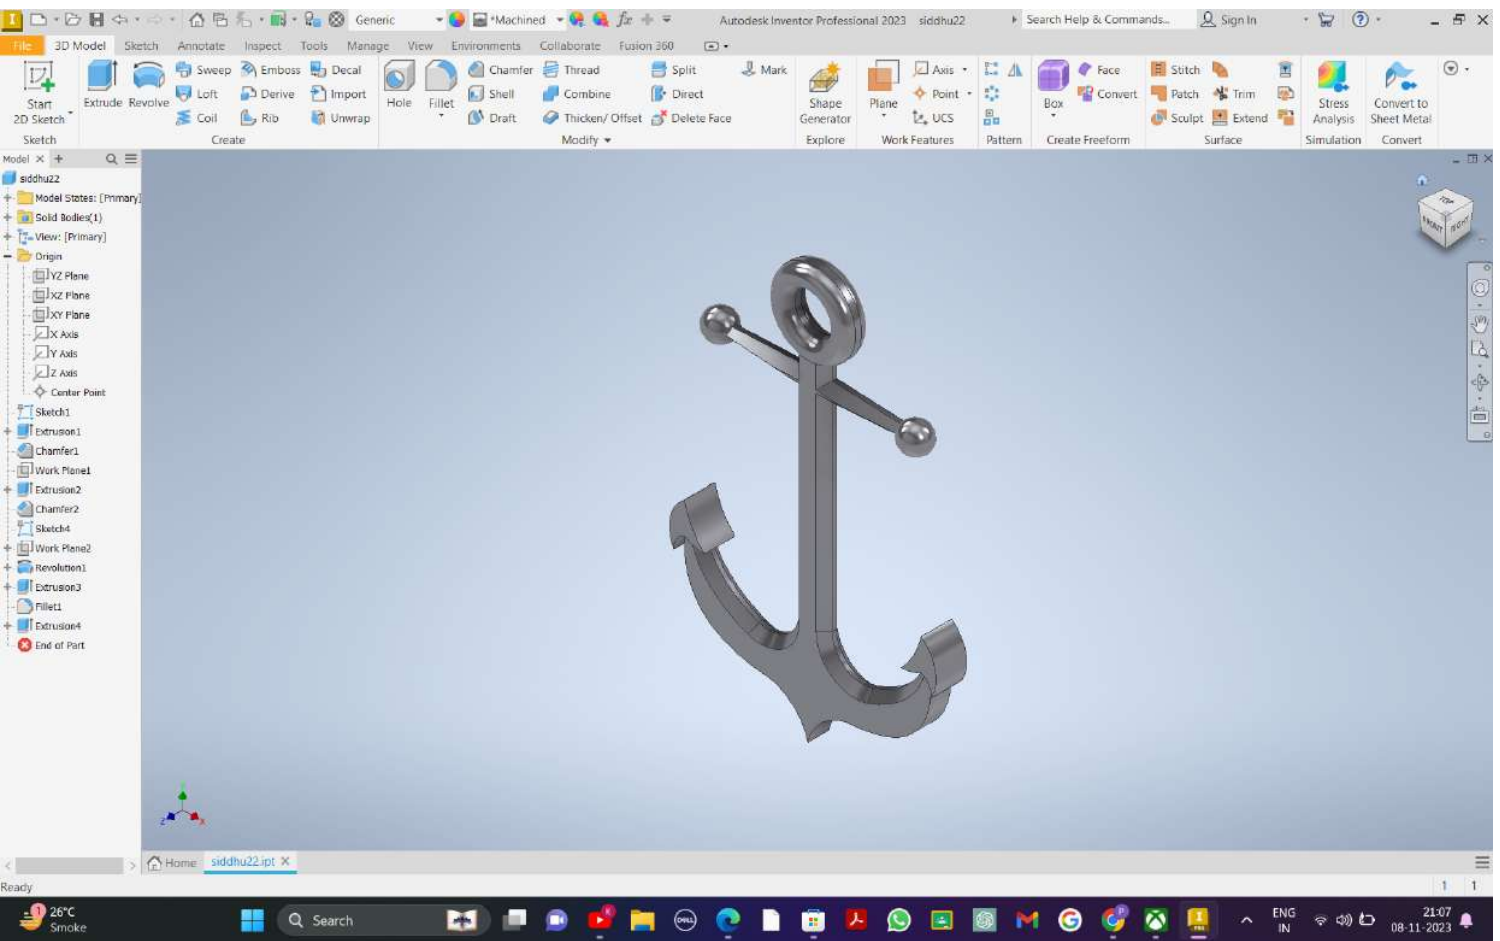 Generic
*Machined
Autodesk Inventor Professional 2023 siddhu22
Search Help & Commands...
Sign In
File 3D Model Sketch Annotate Inspect Tools Manage View Environments Collaborate Fusion 360
Start
2D Sketch
Extrude
Revolve
Sweep
Emboss
Decal
Loft
Derive
Import
Coil
Rib
Unwrap
Hole
Fillet
Chamfer
Thread
Split
Shell
Combine
Direct
Draft
Thicken/ Offset
Delete Face
Mark
Shape
Generator
Plane
Axis
Point
UCS
Box
Face
Convert
Stitch
Patch
Trim
Sculpt
Extend
Stress
Analysis
Convert to
Sheet Metal
Sketch Create Modify Explore Work Features Pattern Create Freeform Surface Simulation Convert
Model
siddhu22
Model States: [Primary]
Solid Bodies(1)
View: [Primary]
Origin
YZ Plane
XZ Plane
XY Plane
X Axis
Y Axis
Z Axis
Center Point
Sketch1
Extrusion1
Chamfer1
Work Plane1
Extrusion2
Chamfer2
Sketch4
Work Plane2
Revolution1
Extrusion3
Fillet1
Extrusion4
End of Part
TOP
FRONT
RIGHT
Z
X
Home siddhu22.ipt
Ready
1 1
1
26°C
Smoke
Search
DELL
ENG
IN
21:07
08-11-2023